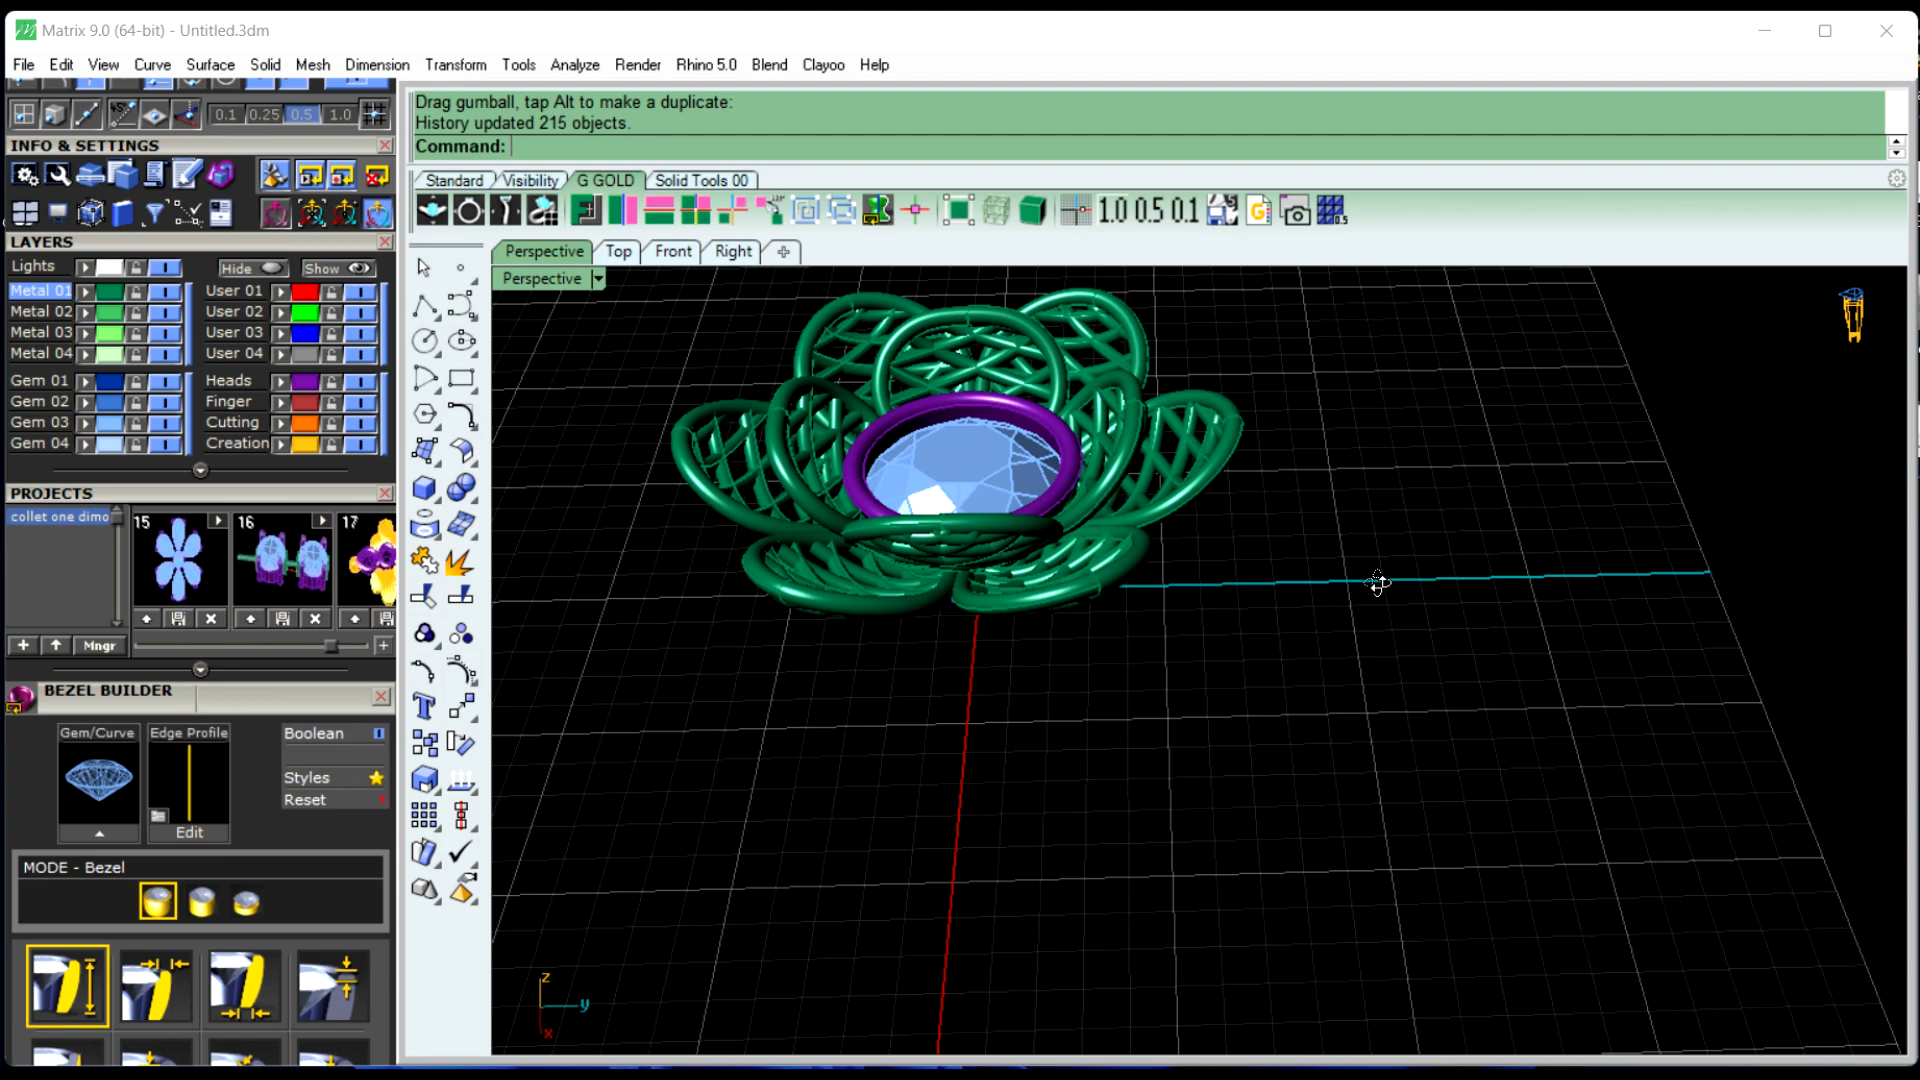 Matrix 9.0 (64-bit) - Untitled.3dm
File Edit View Curve Surface Solid Mesh Dimension Transform Tools Analyze Render Rhino 5.0 Blend Clayoo Help
0.1 0.25 0.5 1.0
Drag gumball, tap Alt to make a duplicate:
History updated 215 objects.
Command:
INFO & SETTINGS
Standard Visibility G GOLD Solid Tools 00
1.0 0.5 0.1
LAYERS
Perspective Top Front Right
Perspective
Lights Hide Show
Metal 01 User 01
Metal 02 User 02
Metal 03 User 03
Metal 04 User 04
Gem 01 Heads
Gem 02 Finger
Gem 03 Cutting
Gem 04 Creation
PROJECTS
collet one dimo
15 16 17
Mngr
BEZEL BUILDER
Gem/Curve Edge Profile Boolean
Styles
Reset
Edit
MODE - Bezel
z
y
x